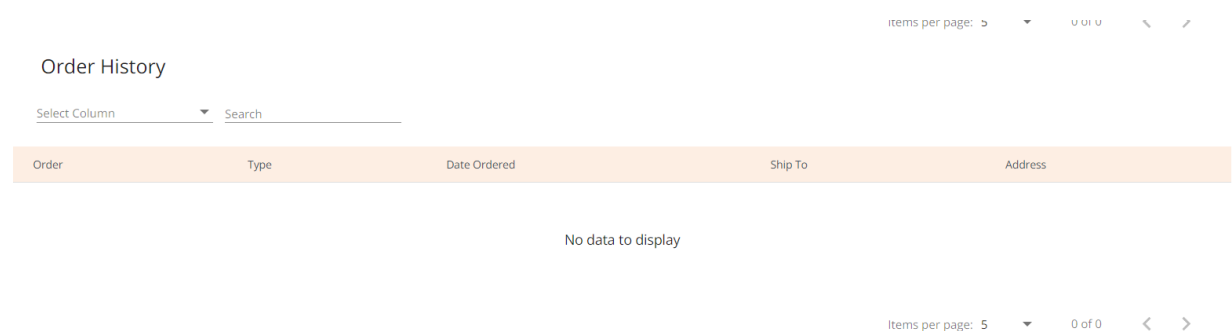 Items per page: 5 0 of 0
Order History
Select Column Search
Order Type Date Ordered Ship To Address
No data to display
Items per page: 5 0 of 0